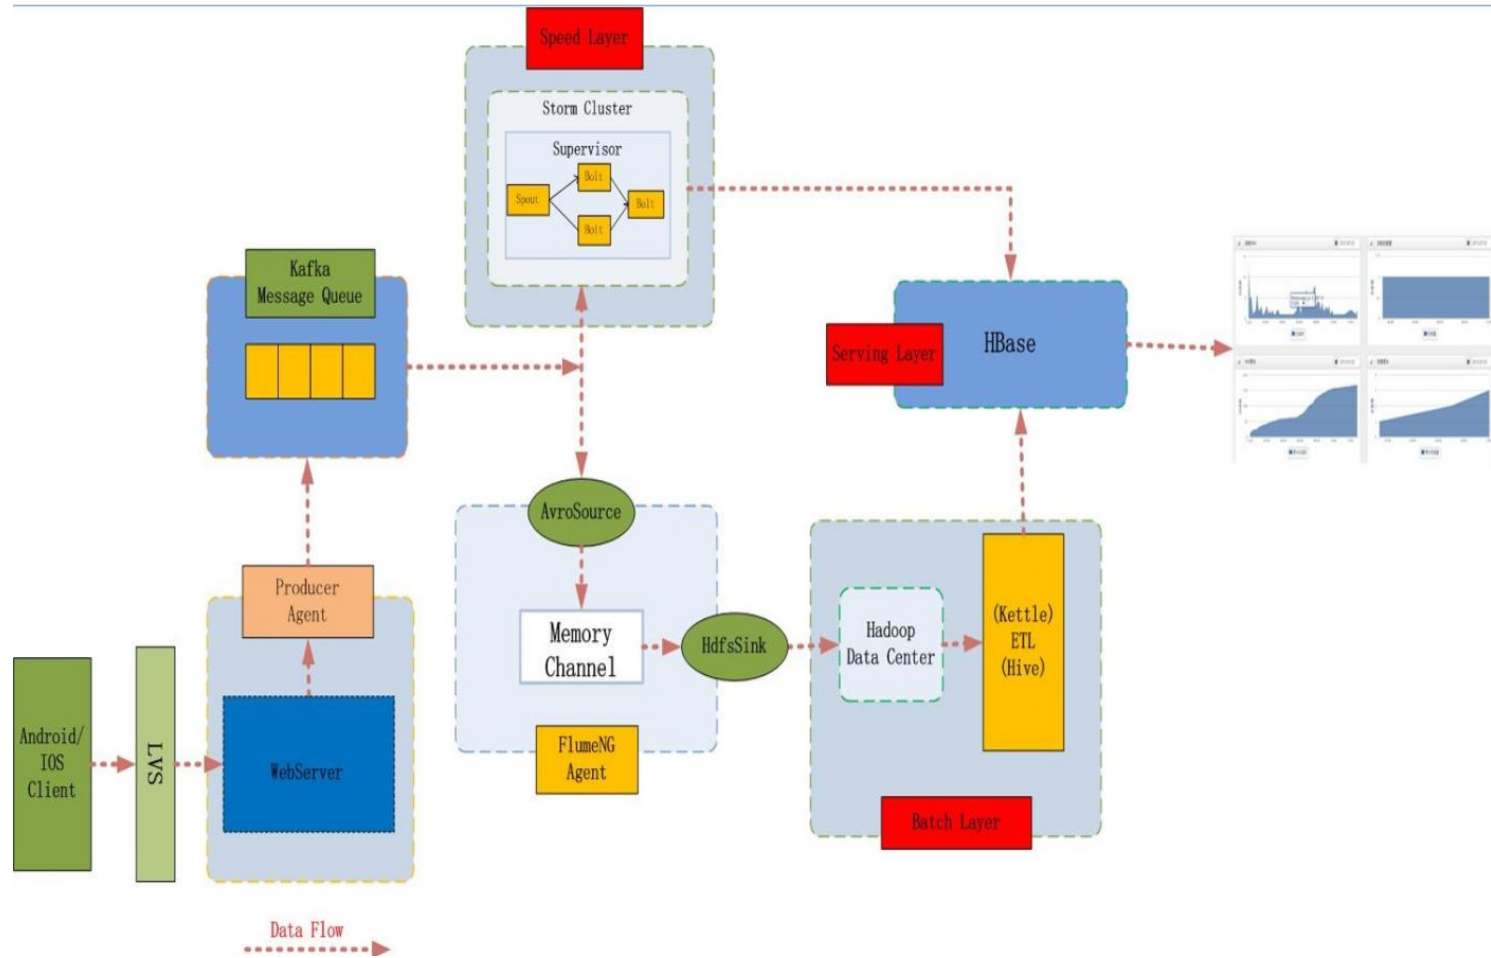 Speed Layer
Storm Cluster
Supervisor
Bolt
Spout
Bolt
Bolt
Kafka
Message Queue
Serving Layer
HBase
AvroSource
Producer
Agent
Memory
Channel
HdfsSink
Hadoop
Data Center
(Kettle)
ETL
(Hive)
Android/
IOS
Client
LVS
WebServer
FlumeNG
Agent
Batch Layer
Data Flow